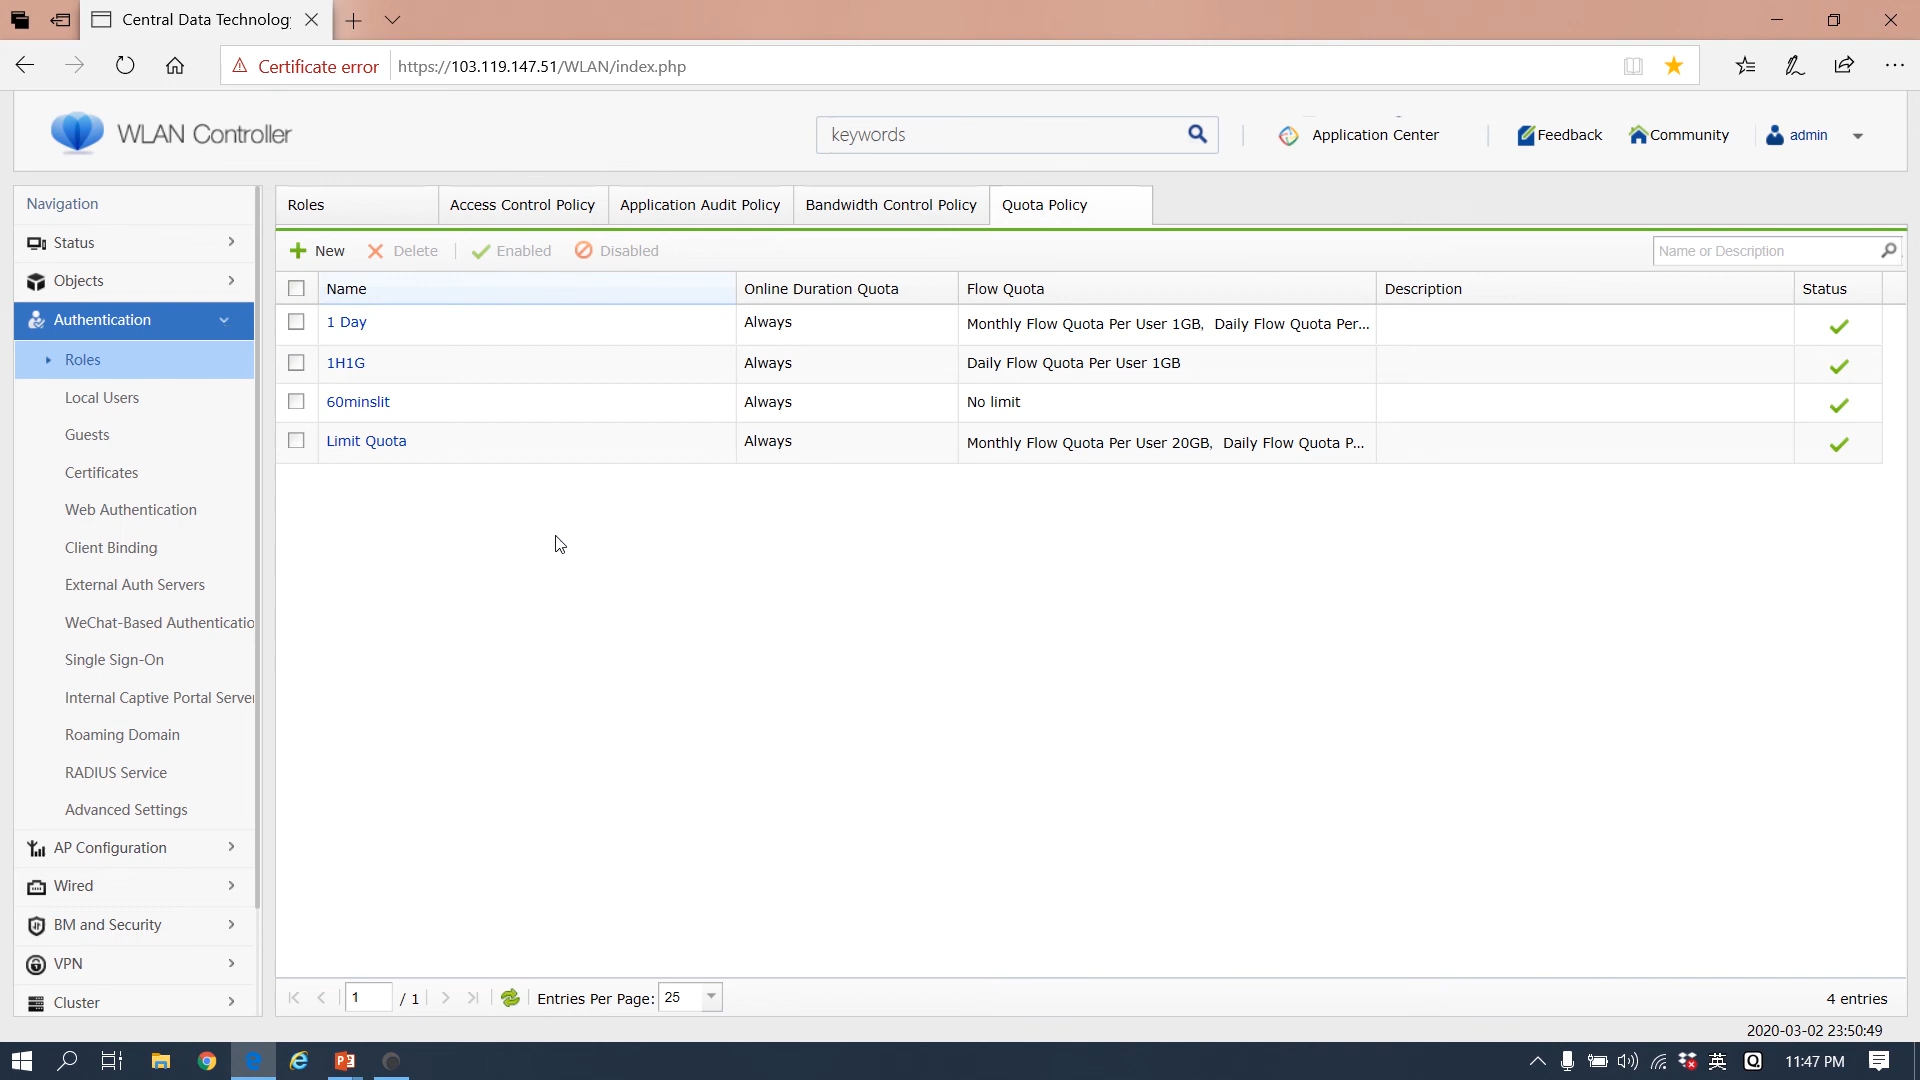 Central Data Technolog
Certificate error
https://103.119.147.51/WLAN/index.php
WLAN Controller
keywords
Application Center
Feedback
Community
admin
Navigation
Status
Objects
Authentication
Roles
Local Users
Guests
Certificates
Web Authentication
Client Binding
External Auth Servers
WeChat-Based Authenticatio
Single Sign-On
Internal Captive Portal Server
Roaming Domain
RADIUS Service
Advanced Settings
AP Configuration
Wired
BM and Security
VPN
Cluster
Roles Access Control Policy Application Audit Policy Bandwidth Control Policy Quota Policy
New Delete Enabled Disabled Name or Description
Name Online Duration Quota Flow Quota Description Status
1 Day Always Monthly Flow Quota Per User 1GB, Daily Flow Quota Per...
1H1G Always Daily Flow Quota Per User 1GB
60minslit Always No limit
Limit Quota Always Monthly Flow Quota Per User 20GB, Daily Flow Quota P...
1 / 1 Entries Per Page: 25 4 entries
2020-03-02 23:50:49
英 11:47 PM